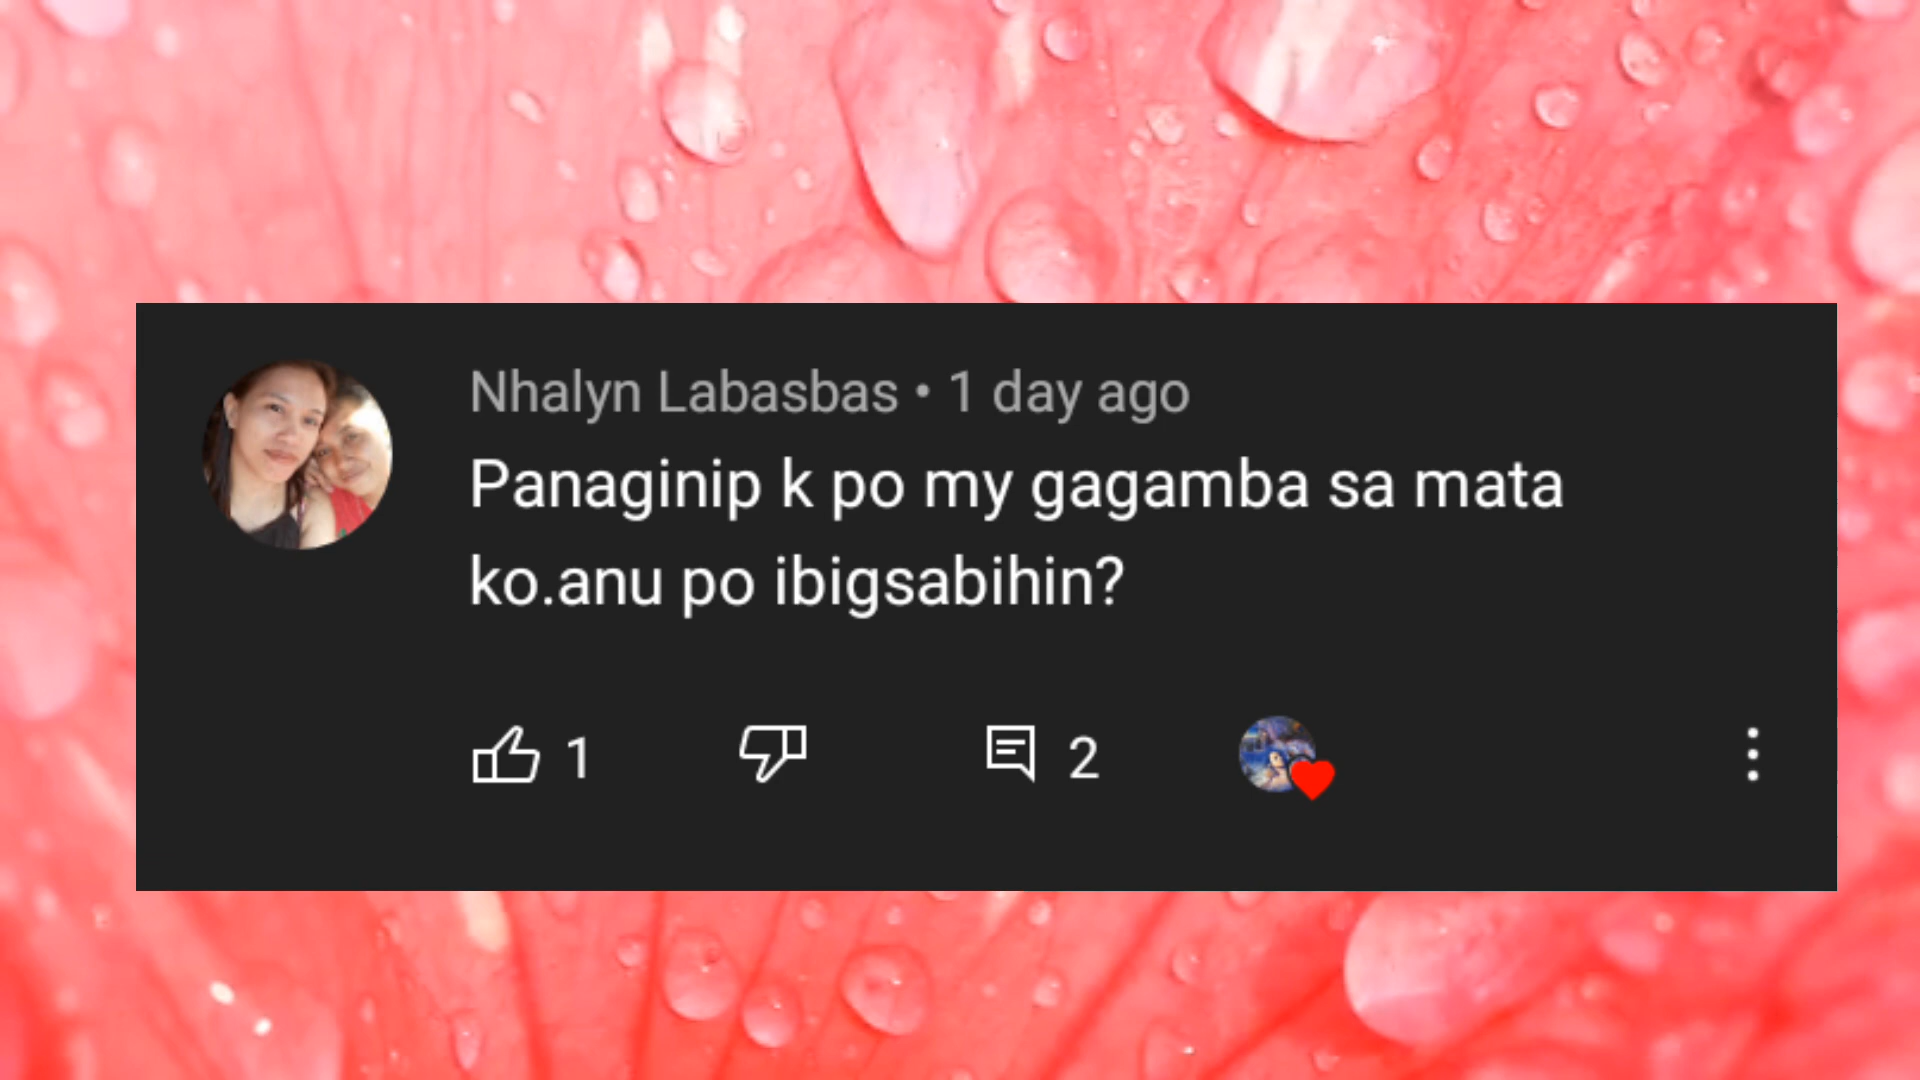 Nhalyn Labasbas • 1 day ago
Panaginip k po my gagamba sa mata
ko.anu po ibigsabihin?
1 2